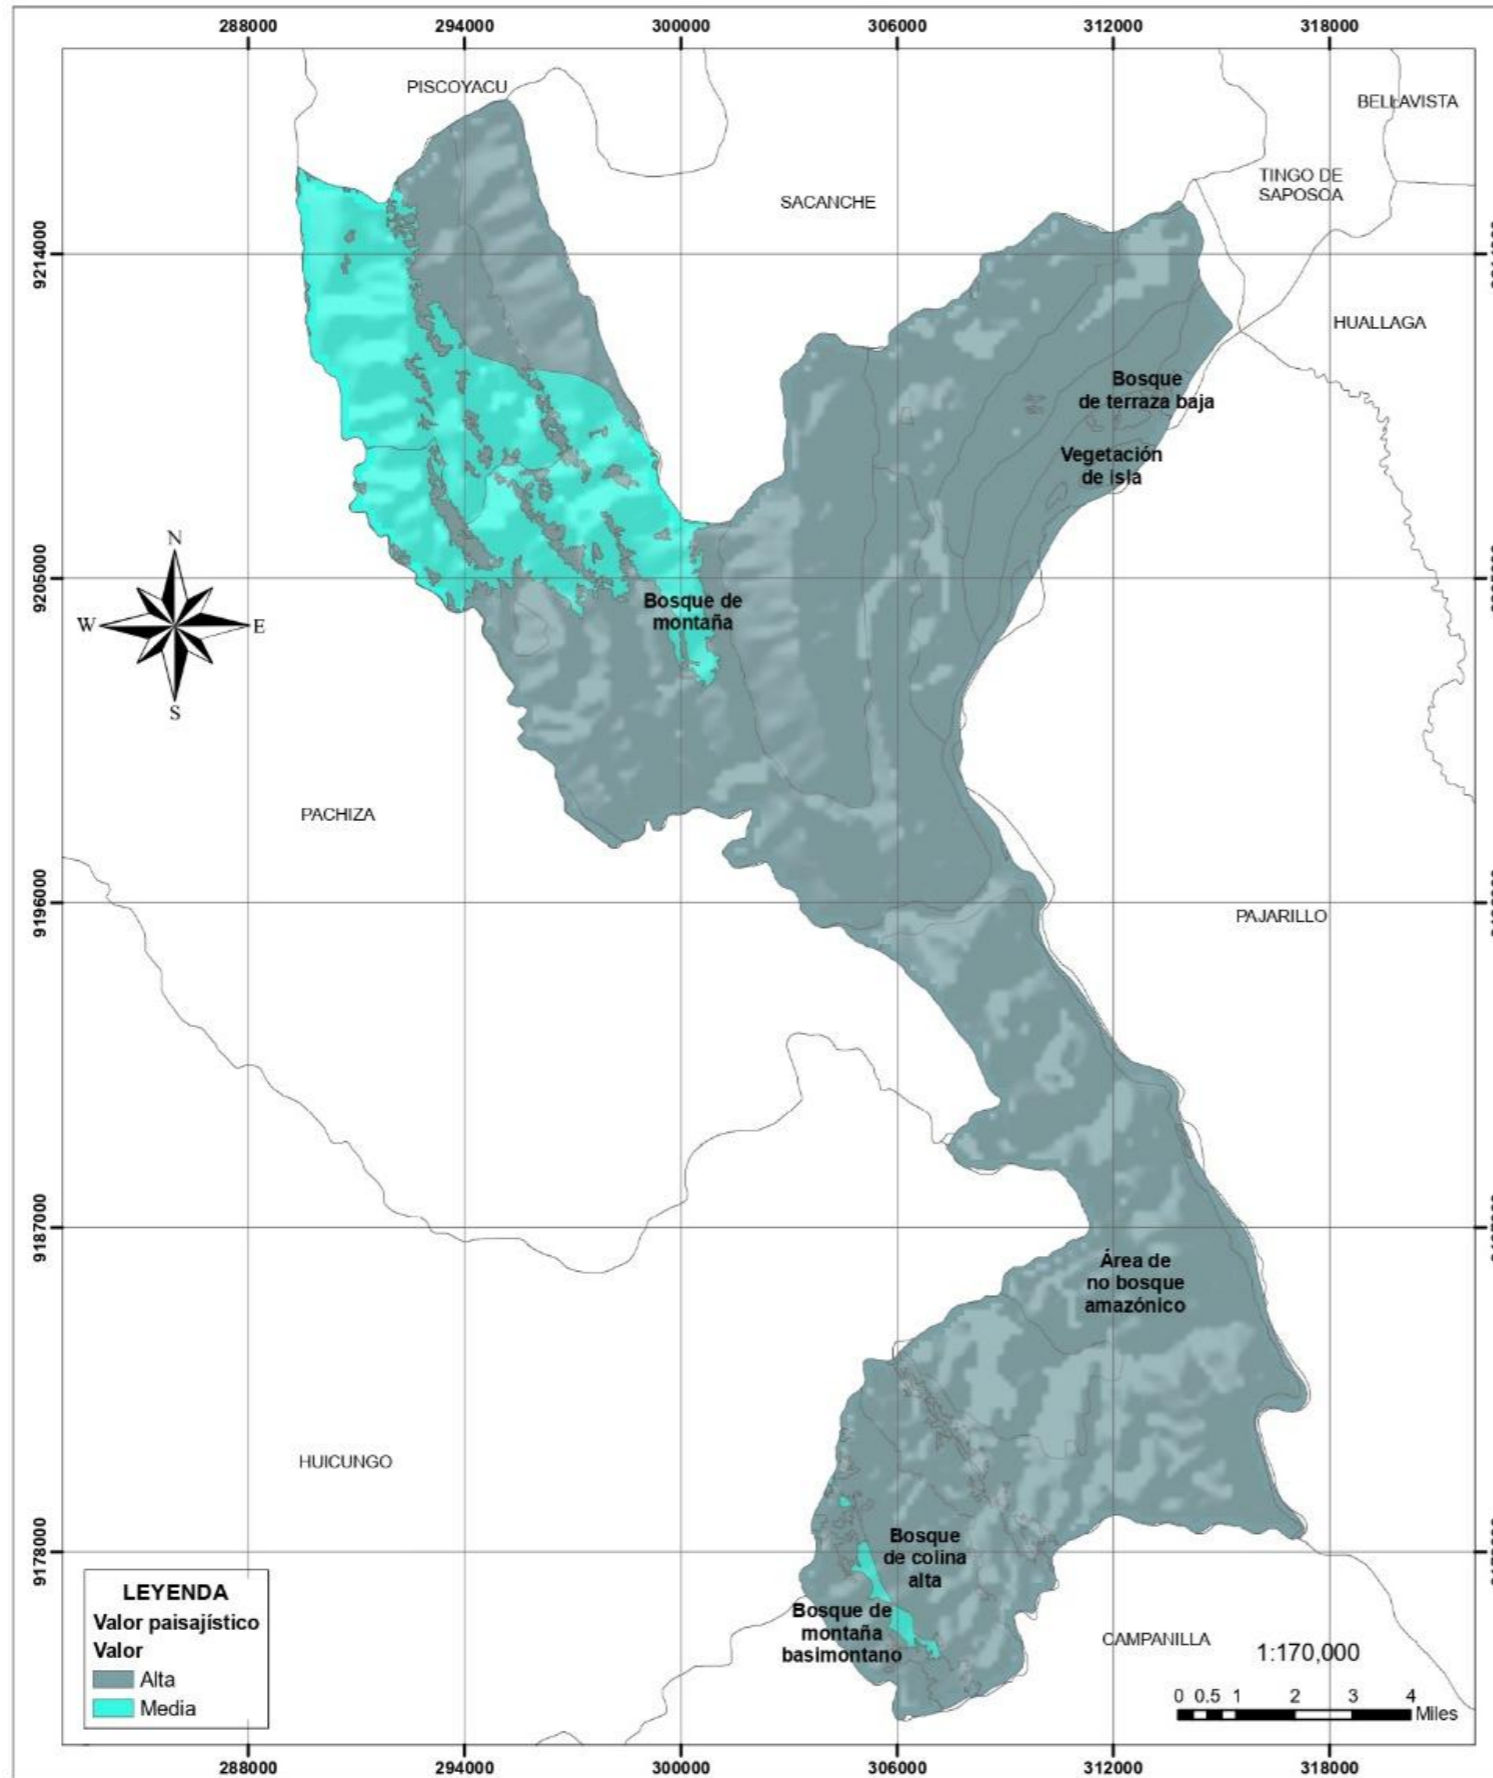 288000 294000 300000 306000 312000 318000
PISCOYACU
BELLAVISTA
TINGO DE
SAPOSOA
SACANCHE
9214000
HUALLAGA
Bosque
de terraza baja
Vegetación
de isla
9205000
N
W E
S
Bosque de
montaña
PACHIZA
9196000
PAJARILLO
9187000
Área de
no bosque
amazónico
HUICUNGO
9178000
Bosque
de colina
alta
Bosque de
montaña
basimontano
CAMPANILLA
LEYENDA
Valor paisajístico
Valor
Alta
Media
1:170,000
0 0.5 1 2 3 4
Miles
288000 294000 300000 306000 312000 318000